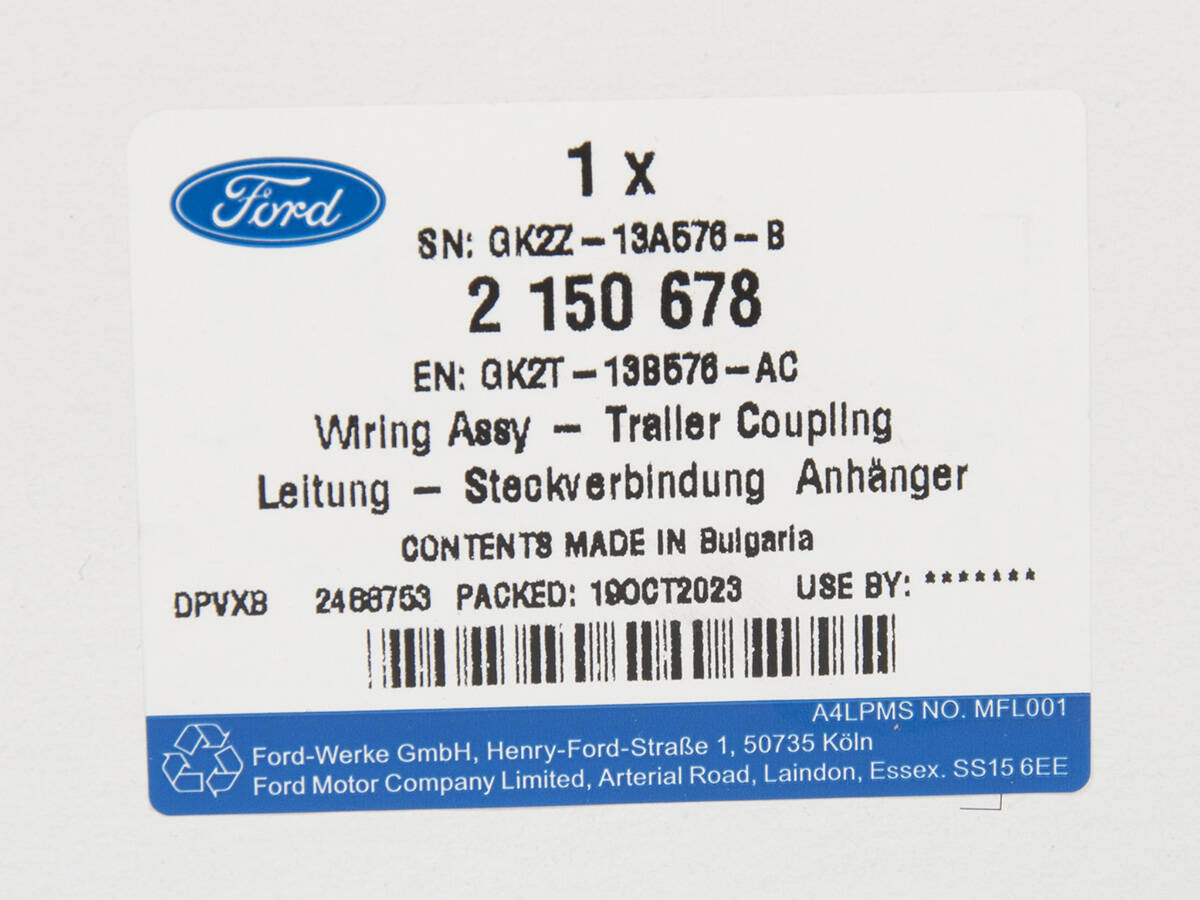 Ford
1 x
SN: GK2Z-13A576-B
2 150 678
EN: GK2T-13B576-AC
Wiring Assy - Trailer Coupling
Leitung - Steckverbindung Anhänger
CONTENTS MADE IN Bulgaria
DPVXB 2468753 PACKED: 19OCT2023 USE BY: *******
A4LPMS NO. MFL001
Ford-Werke GmbH, Henry-Ford-Straße 1, 50735 Köln
Ford Motor Company Limited, Arterial Road, Laindon, Essex. SS15 6EE